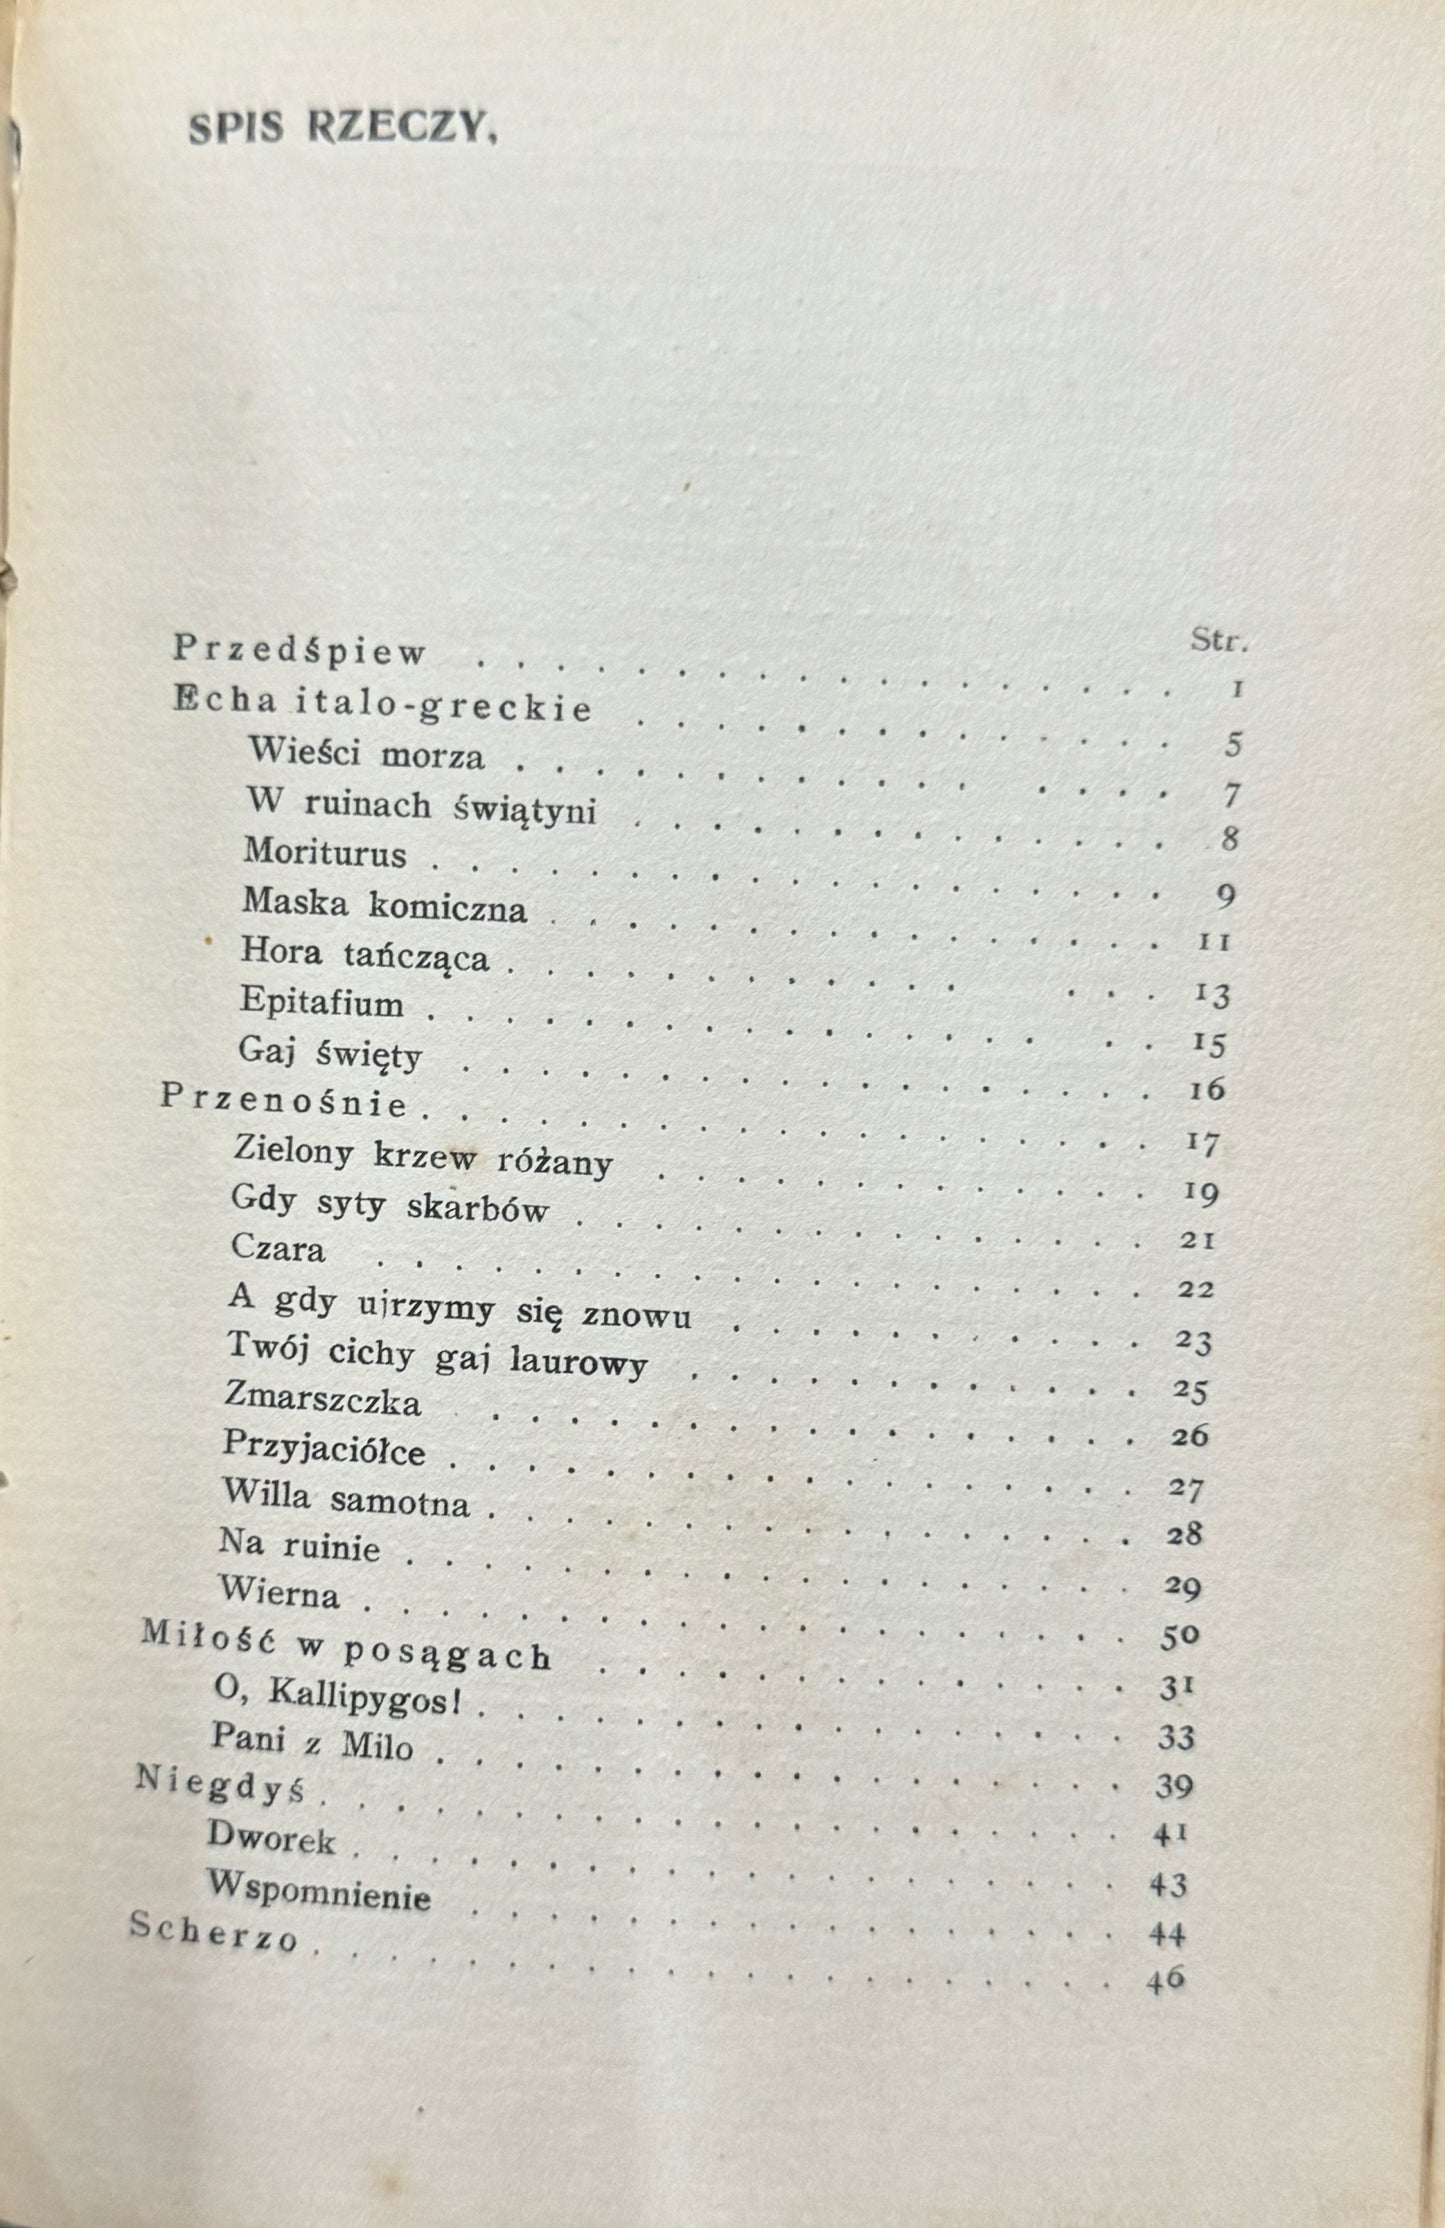 SPIS RZECZY.
Str.
Przedśpiew . . . . . . . . . . . . . . . . . . 1
Echa italo-greckie . . . . . . . . . . . . . . 5
Wieści morza . . . . . . . . . . . . . . . . 7
W ruinach świątyni . . . . . . . . . . . . . . 8
Moriturus . . . . . . . . . . . . . . . . . . . 9
Maska komiczna . . . . . . . . . . . . . . . . 11
Hora tańcząca . . . . . . . . . . . . . . . 13
Epitafium . . . . . . . . . . . . . . . . . . 15
Gaj święty . . . . . . . . . . . . . . . . . . 16
Przenośnie . . . . . . . . . . . . . . . . . . . 17
Zielony krzew różany . . . . . . . . . . . . . 19
Gdy syty skarbów . . . . . . . . . . . . . . . 21
Czara . . . . . . . . . . . . . . . . . . . . 22
A gdy ujrzymy się znowu . . . . . . . . . . . 23
Twój cichy gaj laurowy . . . . . . . . . . . . 25
Zmarszczka . . . . . . . . . . . . . . . . . . 26
Przyjaciółce . . . . . . . . . . . . . . . . . . 27
Willa samotna . . . . . . . . . . . . . . . . . 28
Na ruinie . . . . . . . . . . . . . . . . . . . 29
Wierna . . . . . . . . . . . . . . . . . . . . 50
Miłość w posągach . . . . . . . . . . . . . . 31
O, Kallipygos! . . . . . . . . . . . . . . . . . 33
Pani z Milo . . . . . . . . . . . . . . . . . . 39
Niegdyś . . . . . . . . . . . . . . . . . . . . . 41
Dworek . . . . . . . . . . . . . . . . . . . . 43
Wspomnienie . . . . . . . . . . . . . . . . . 44
Scherzo . . . . . . . . . . . . . . . . . . . . . 46